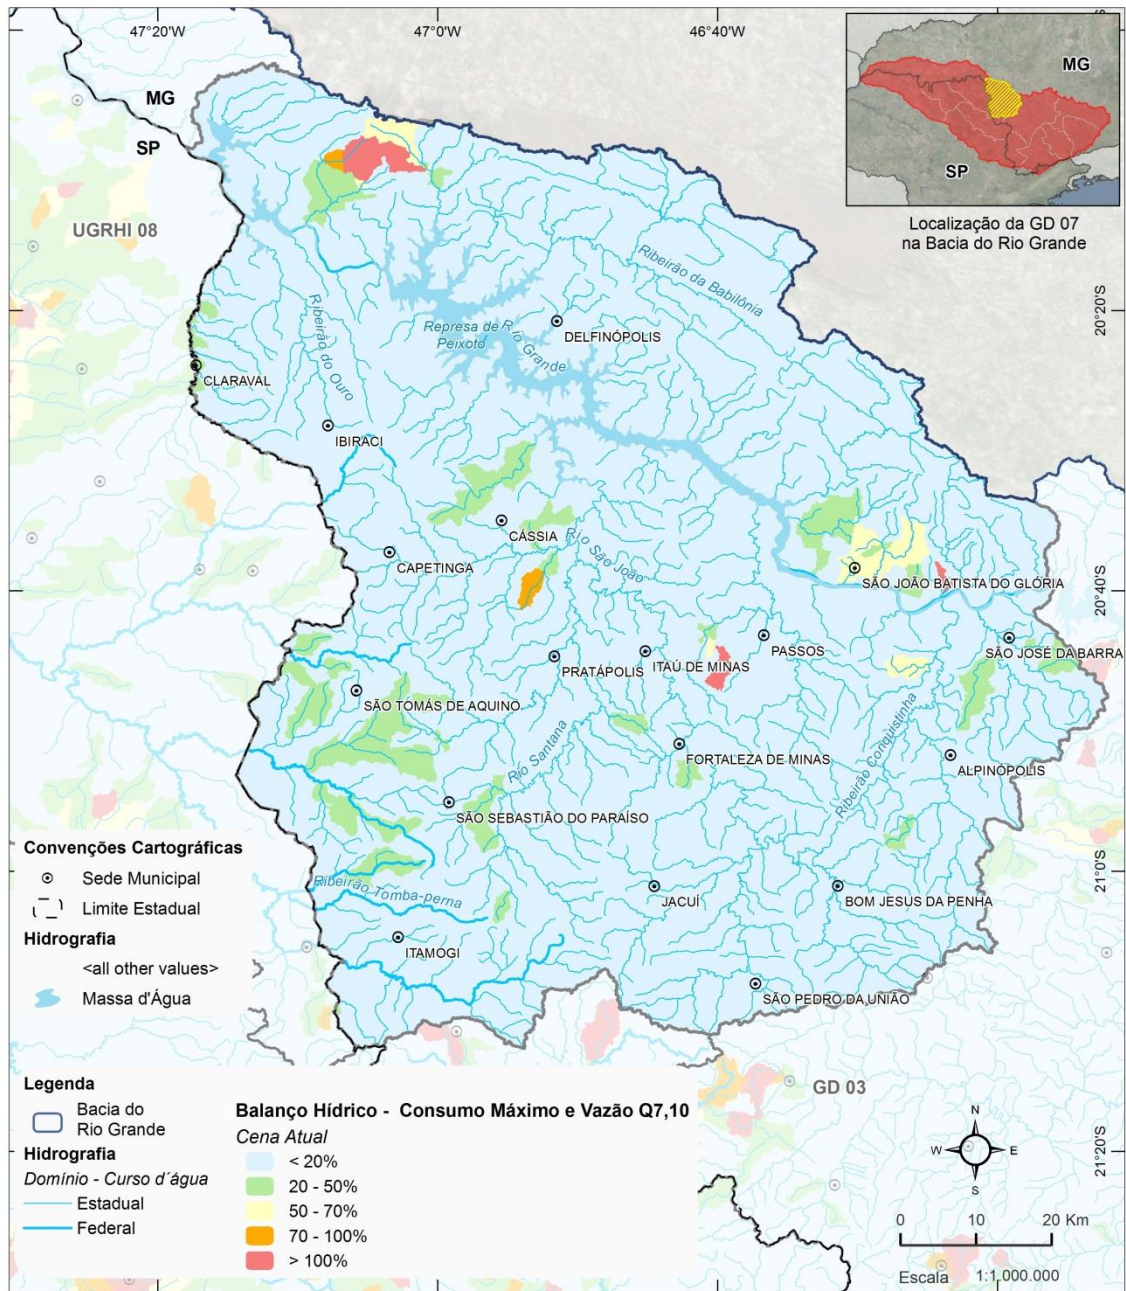 47°20'W
47°0'W
46°40'W
MG
SP
MG
SP
Localização da GD 07
na Bacia do Rio Grande
UGRHI 08
Ribeirão da Babilônia
20°20'S
Ribeirão do Ouro
Represa de
Peixoto
Rio Grande
DELFINÓPOLIS
CLARAVAL
IBIRACI
CÁSSIA
CAPETINGA
Rio São João
SÃO JOÃO BATISTA DO GLÓRIA
20°40'S
PASSOS
SÃO JOSÉ DA BARRA
PRATÁPOLIS
ITAÚ DE MINAS
SÃO TOMÁS DE AQUINO
Rio Santana
Ribeirão Conquistinha
FORTALEZA DE MINAS
ALPINÓPOLIS
SÃO SEBASTIÃO DO PARAÍSO
21°0'S
Ribeirão Tomba-perna
JACUÍ
BOM JESUS DA PENHA
ITAMOGI
SÃO PEDRO DA UNIÃO
GD 03
21°20'S
Convenções Cartográficas
Sede Municipal
Limite Estadual
Hidrografia
<all other values>
Massa d'Água
Legenda
Bacia do
Rio Grande
Hidrografia
Domínio - Curso d´água
Estadual
Federal
Balanço Hídrico - Consumo Máximo e Vazão Q7,10
Cena Atual
< 20%
20 - 50%
50 - 70%
70 - 100%
> 100%
N
W E
S
0 10 20 Km
Escala 1:1.000.000